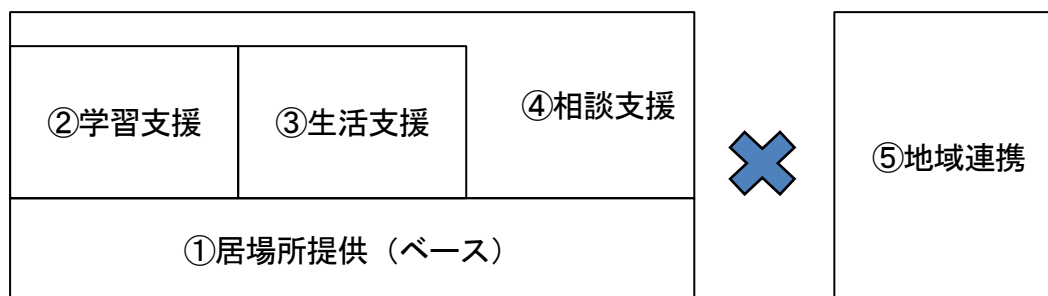 ②学習支援
③生活支援
④相談支援
⑤地域連携
①居場所提供（ベース）